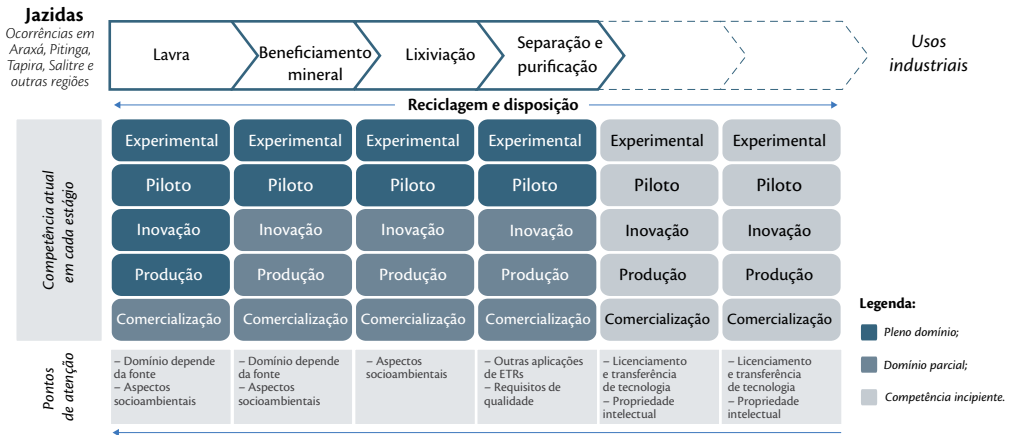 Jazidas
Ocorrências em
Araxá, Pitinga,
Tapira, Salitre e
outras regiões
Lavra
Beneficiamento
mineral
Lixiviação
Separação e
purificação
Usos
industriais
Reciclagem e disposição
Competência atual
em cada estágio
Experimental Experimental Experimental Experimental Experimental Experimental
Piloto Piloto Piloto Piloto Piloto Piloto
Inovação Inovação Inovação Inovação Inovação Inovação
Produção Produção Produção Produção Produção Produção
Comercialização Comercialização Comercialização Comercialização Comercialização Comercialização
Legenda:
Pleno domínio;
Domínio parcial;
Competência incipiente.
Pontos
de atenção
– Domínio depende
da fonte
– Aspectos
socioambientais
– Domínio depende
da fonte
– Aspectos
socioambientais
– Aspectos
socioambientais
– Outras aplicações
de ETRs
– Requisitos de
qualidade
– Licenciamento
e transferência
de tecnologia
– Propriedade
intelectual
– Licenciamento
e transferência
de tecnologia
– Propriedade
intelectual